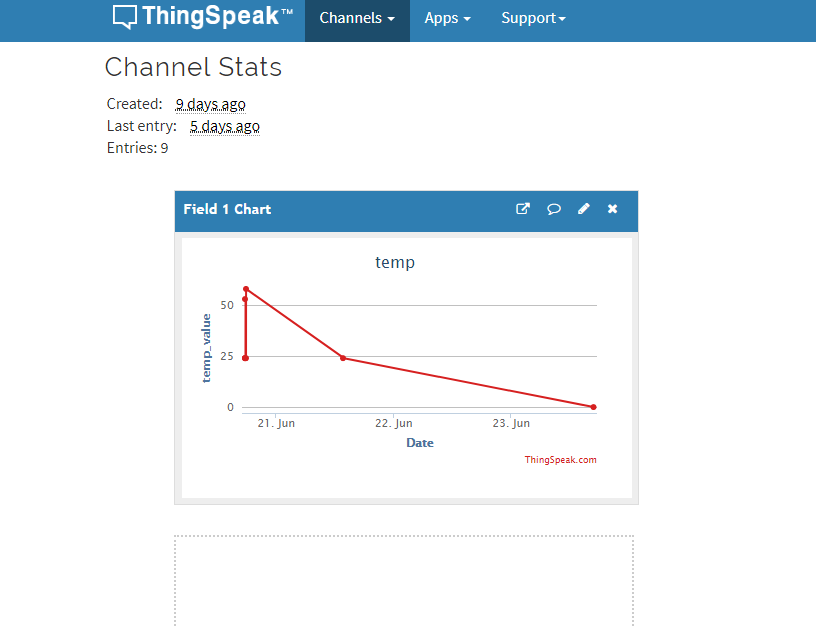 ThingSpeak™ Channels Apps Support
Channel Stats
Created: 9 days ago
Last entry: 5 days ago
Entries: 9
Field 1 Chart
temp
50
25
0
temp_value
21. Jun 22. Jun 23. Jun
Date
ThingSpeak.com